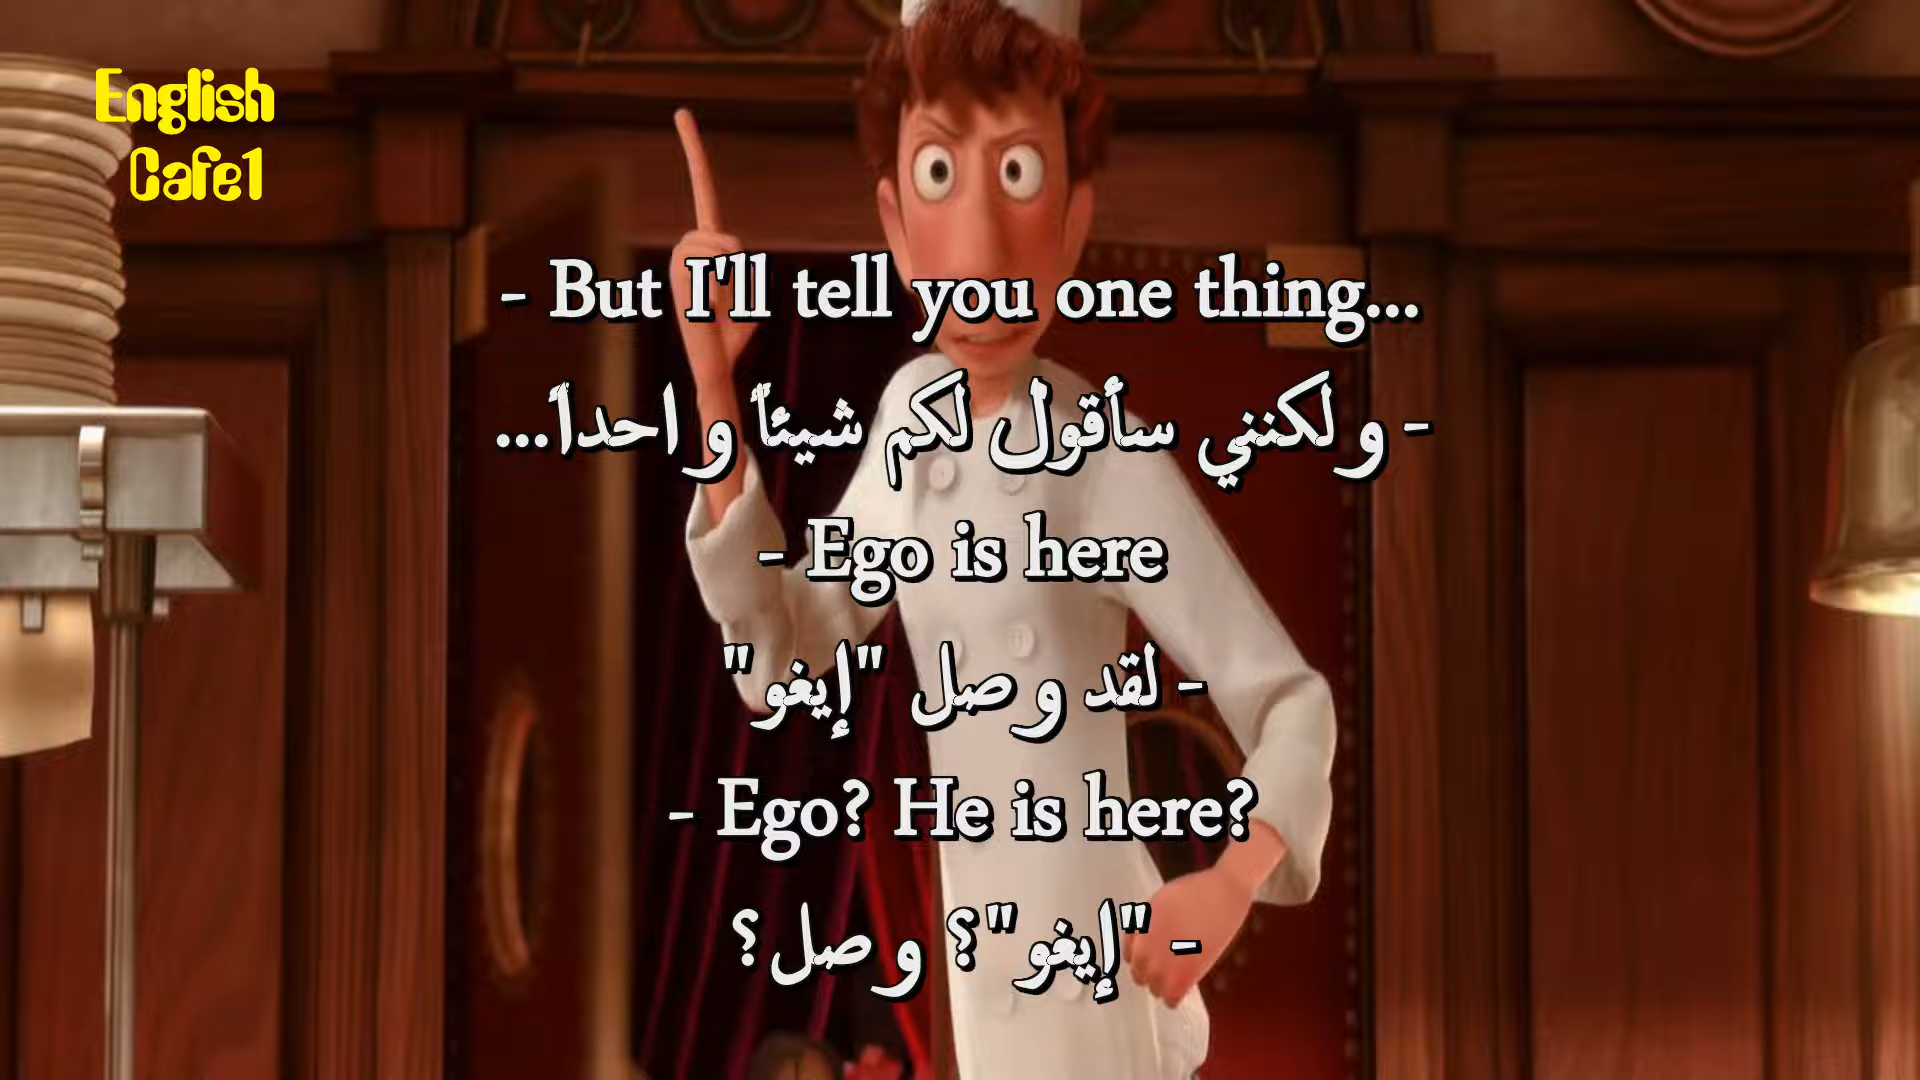 English
Cafe1
- But I'll tell you one thing...
- ولكنني سأقول لكم شيئاً واحداً...
- Ego is here
- لقد وصل "إيغو"
- Ego? He is here?
- "إيغو"؟ وصل؟